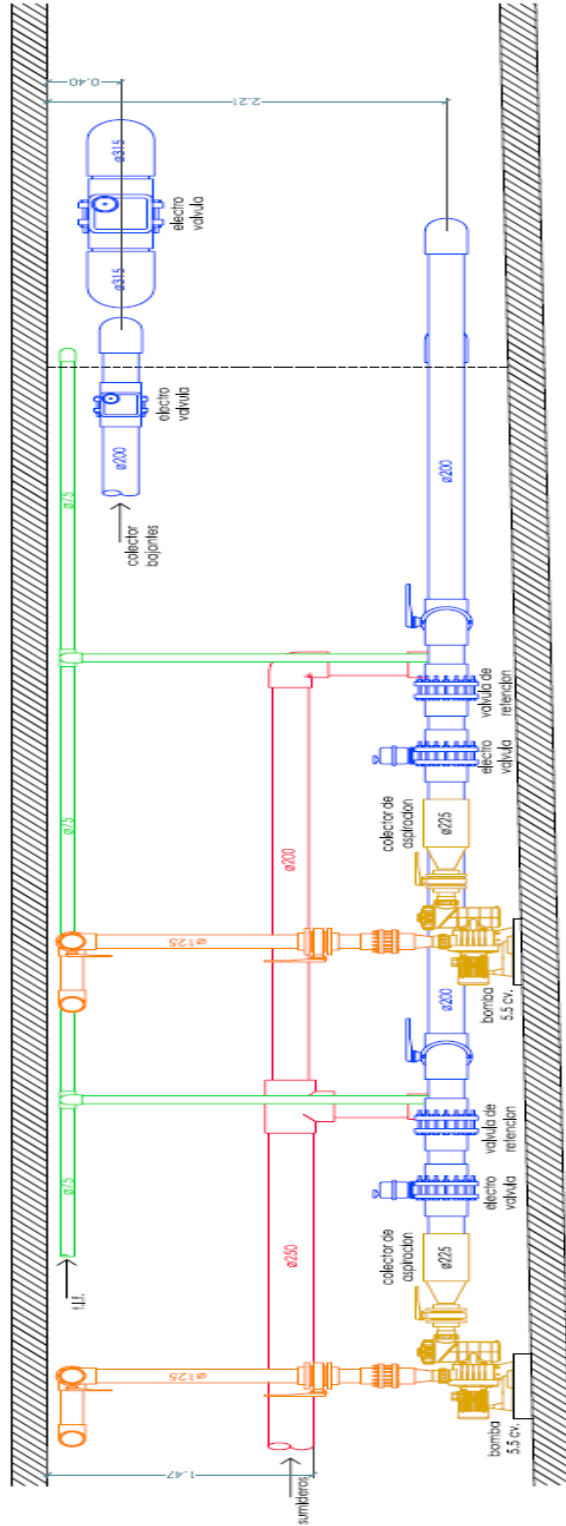 0.40
ø75
ø75
ø75
ø315
ø315
electro
valvula
ø200
electro
valvula
colector
bajantes
2.21
1.47
ø125
ø125
sumideros
ø250
ø200
colector de
aspiracion
ø225
electro
valvula
valvula de
retencion
ø200
colector de
aspiracion
ø225
electro
valvula
valvula de
retencion
ø200
bomba
5.5 cv.
bomba
5.5 cv.